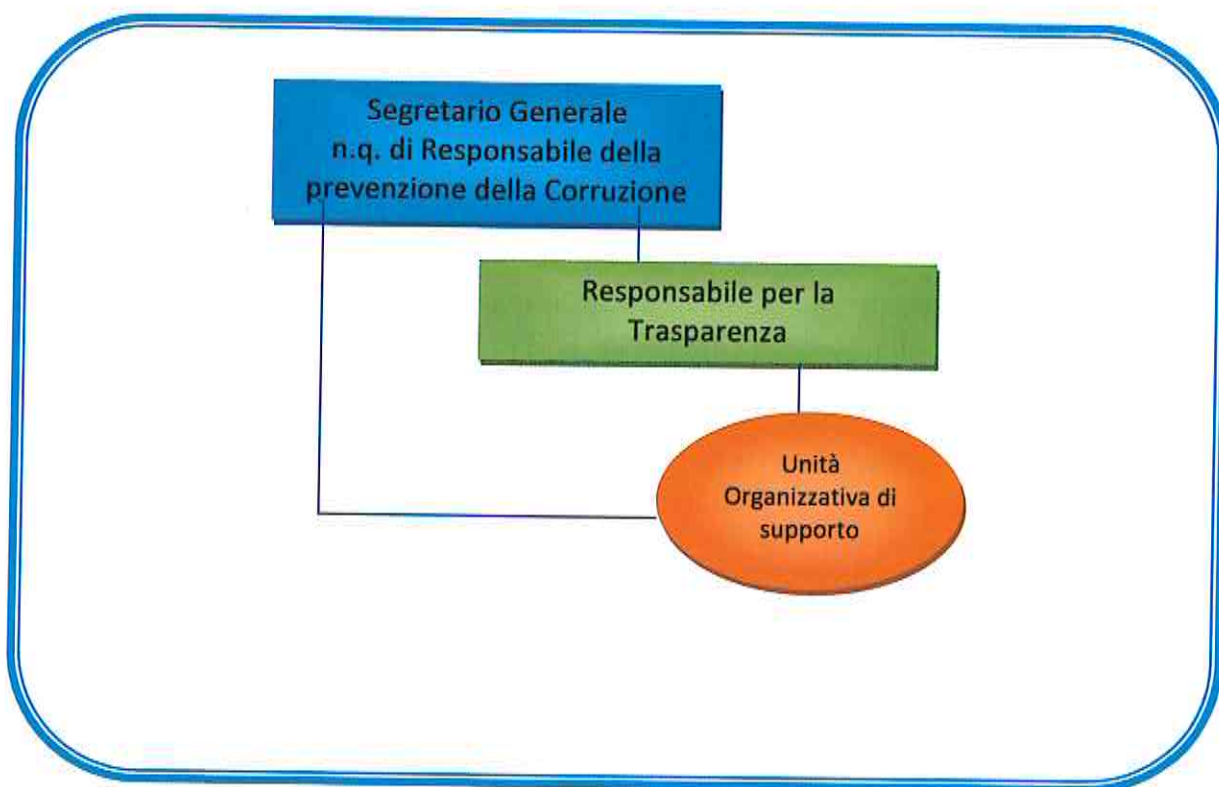 Segretario Generale
n.q. di Responsabile della
prevenzione della Corruzione
Responsabile per la
Trasparenza
Unità
Organizzativa di
supporto